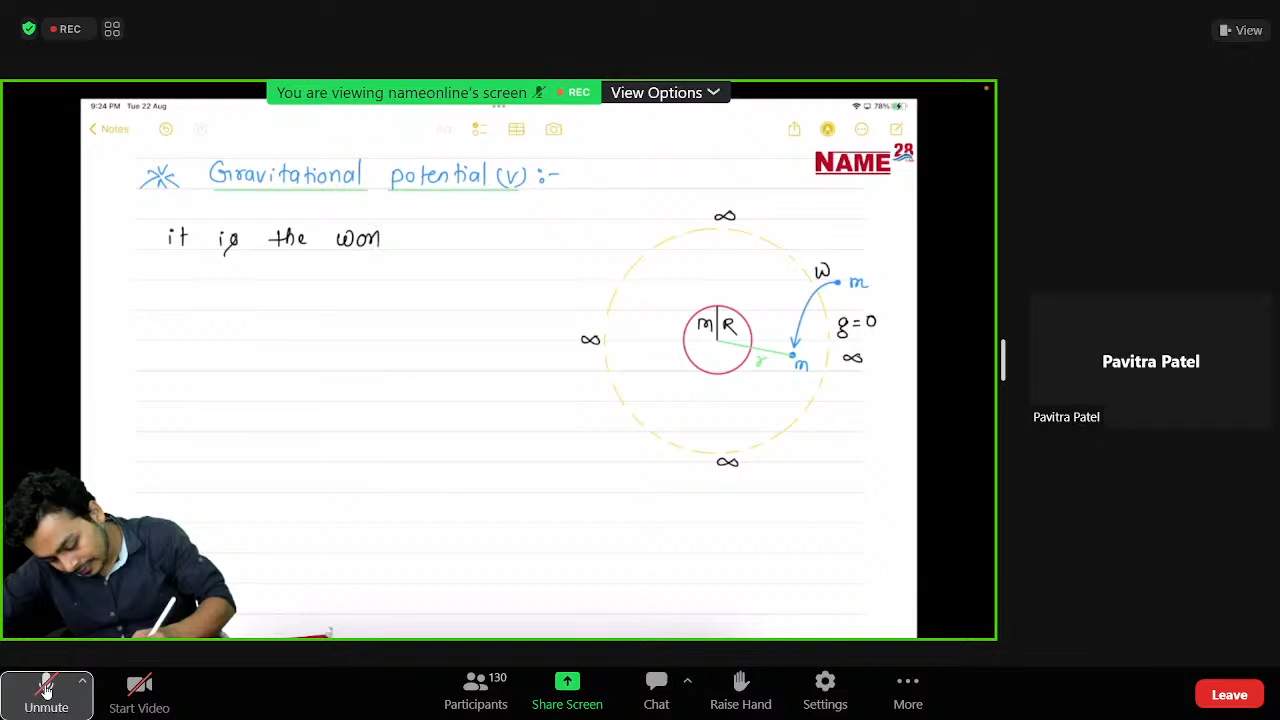 REC
View
You are viewing nameonline's screen REC View Options
9:24 PM Tue 22 Aug
78%
Notes
NAME 28
Gravitational potential (v) :-
it is the won
∞
W
m
M R
g=0
∞
r
m
∞
∞
Pavitra Patel
Pavitra Patel
Unmute
Start Video
130
Participants
Share Screen
Chat
Raise Hand
Settings
More
Leave